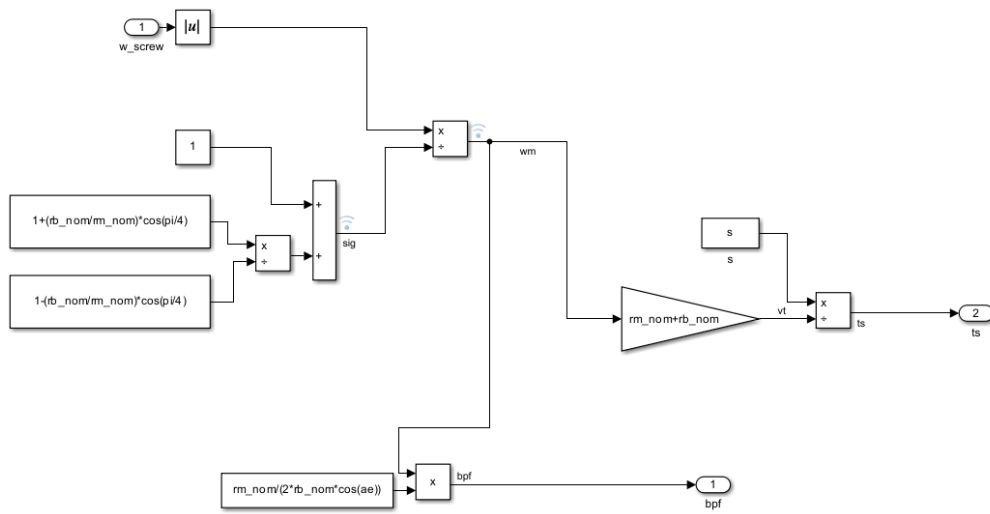 1
w_screw
|u|
1
1+(rb_nom/rm_nom)*cos(pi/4)
1-(rb_nom/rm_nom)*cos(pi/4)
x
÷
+
+
sig
x
÷
wm
rm_nom+rb_nom
vt
s
s
x
÷
ts
2
ts
rm_nom/(2*rb_nom*cos(ae))
x
bpf
1
bpf